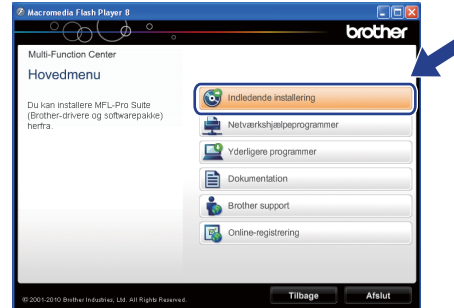 Macromedia Flash Player 8
brother
Multi-Function Center
Hovedmenu
Du kan installere MFL-Pro Suite
(Brother-drivere og softwarepakke)
herfra.
Indledende installering
Netværkshjælpeprogrammer
Yderligere programmer
Dokumentation
Brother support
Online-registrering
© 2001-2010 Brother Industries, Ltd. All Rights Reserved.
Tilbage
Afslut